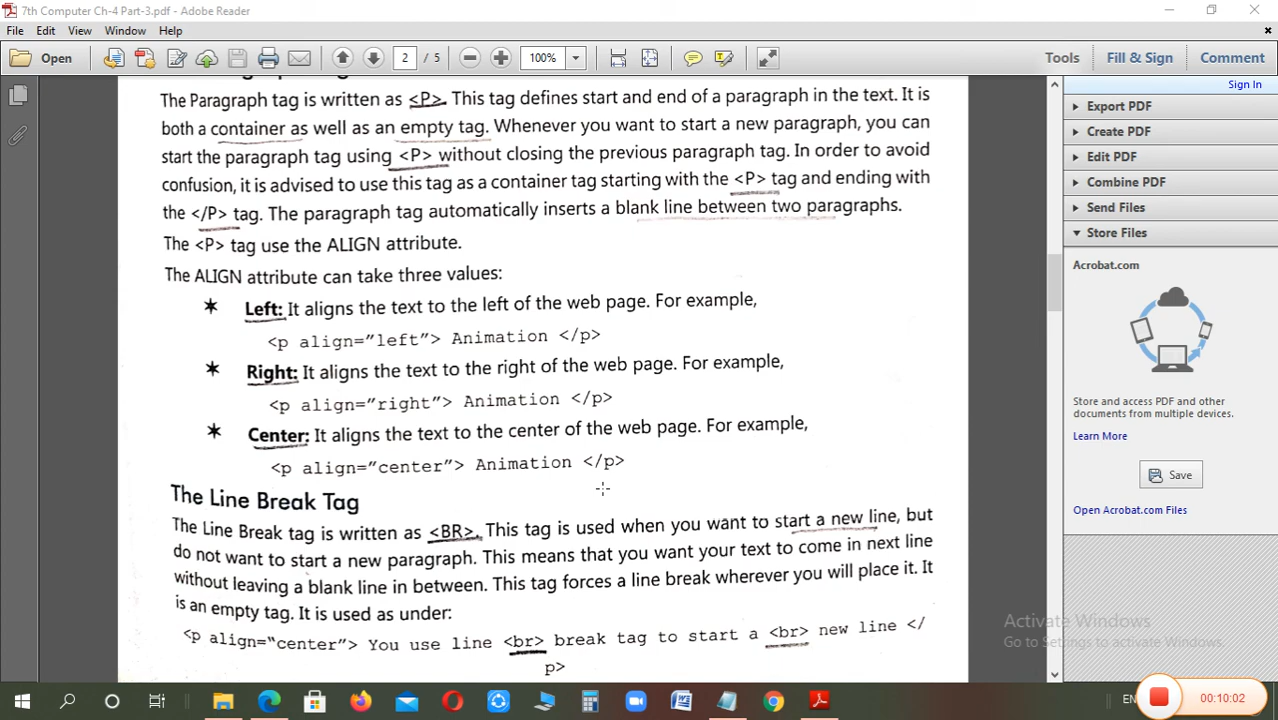 7th Computer Ch-4 Part-3.pdf - Adobe Reader
File Edit View Window Help
Open 2 / 5 100% Tools Fill & Sign Comment
Sign In
The Paragraph tag is written as <P>. This tag defines start and end of a paragraph in the text. It is
both a container as well as an empty tag. Whenever you want to start a new paragraph, you can
start the paragraph tag using <P> without closing the previous paragraph tag. In order to avoid
confusion, it is advised to use this tag as a container tag starting with the <P> tag and ending with
the </P> tag. The paragraph tag automatically inserts a blank line between two paragraphs.
The <P> tag use the ALIGN attribute.
The ALIGN attribute can take three values:
Left: It aligns the text to the left of the web page. For example,
<p align="left"> Animation </p>
Right: It aligns the text to the right of the web page. For example,
<p align="right"> Animation </p>
Center: It aligns the text to the center of the web page. For example,
<p align="center"> Animation </p>
The Line Break Tag
The Line Break tag is written as <BR>. This tag is used when you want to start a new line, but
do not want to start a new paragraph. This means that you want your text to come in next line
without leaving a blank line in between. This tag forces a line break wherever you will place it. It
is an empty tag. It is used as under:
<p align="center"> You use line <br> break tag to start a <br> new line </
p>
Export PDF
Create PDF
Edit PDF
Combine PDF
Send Files
Store Files
Acrobat.com
Store and access PDF and other
documents from multiple devices.
Learn More
Save
Open Acrobat.com Files
Activate Windows
Go to Settings to activate Windows.
EN
00:10:02